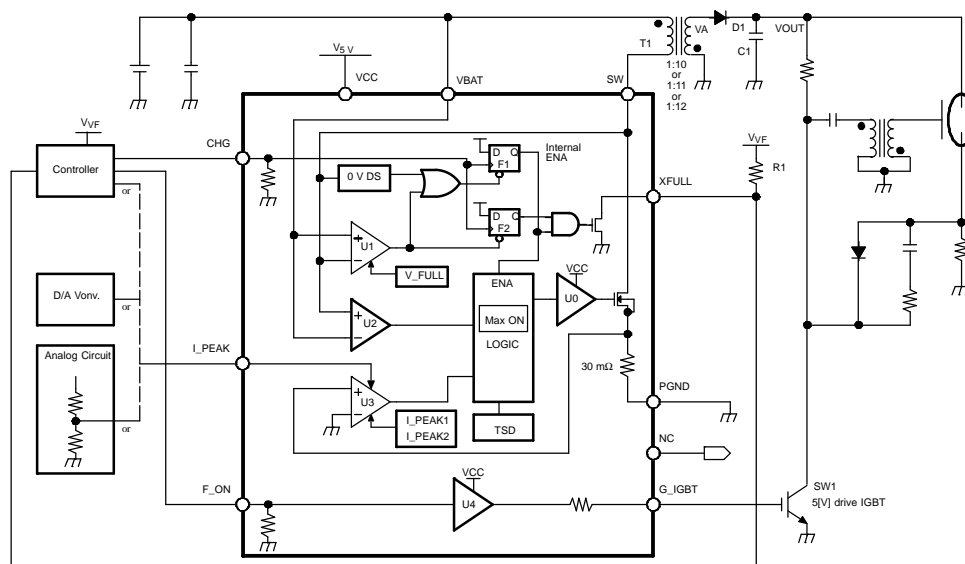 T1
VA
D1
VOUT
C1
V5 V
VCC
VBAT
SW
1:10
or
1:11
or
1:12
VVF
CHG
Controller
or
D Q
F1
Internal
ENA
0 V DS
VVF
R1
XFULL
D Q
F2
+
U1
−
V_FULL
ENA
VCC
U0
D/A Vonv.
or
+
U2
−
Max ON
LOGIC
Analog Circuit
I_PEAK
30 mΩ
+
U3
−
PGND
I_PEAK1
I_PEAK2
TSD
or
NC
F_ON
VCC
U4
G_IGBT
SW1
5[V] drive IGBT